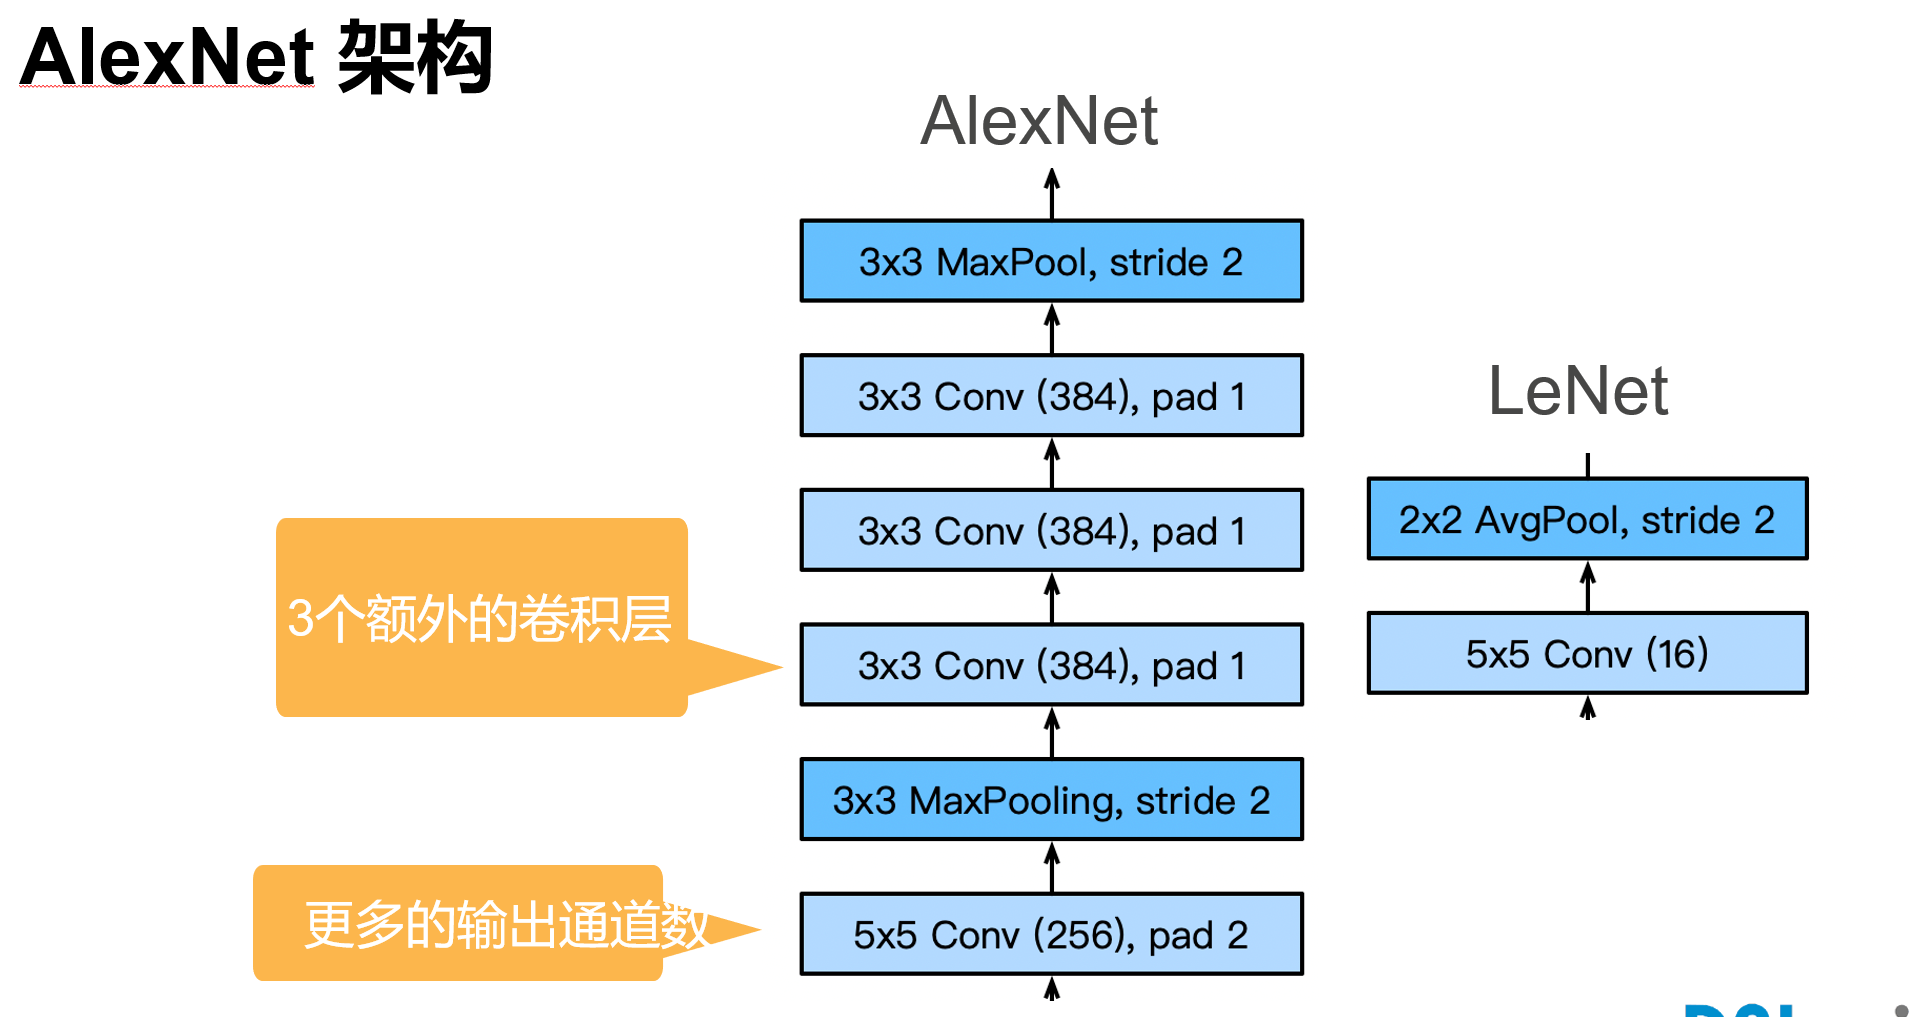 AlexNet 架构
AlexNet
3x3 MaxPool, stride 2
3x3 Conv (384), pad 1
3x3 Conv (384), pad 1
3x3 Conv (384), pad 1
3x3 MaxPooling, stride 2
5x5 Conv (256), pad 2
LeNet
2x2 AvgPool, stride 2
5x5 Conv (16)
3个额外的卷积层
更多的输出通道数